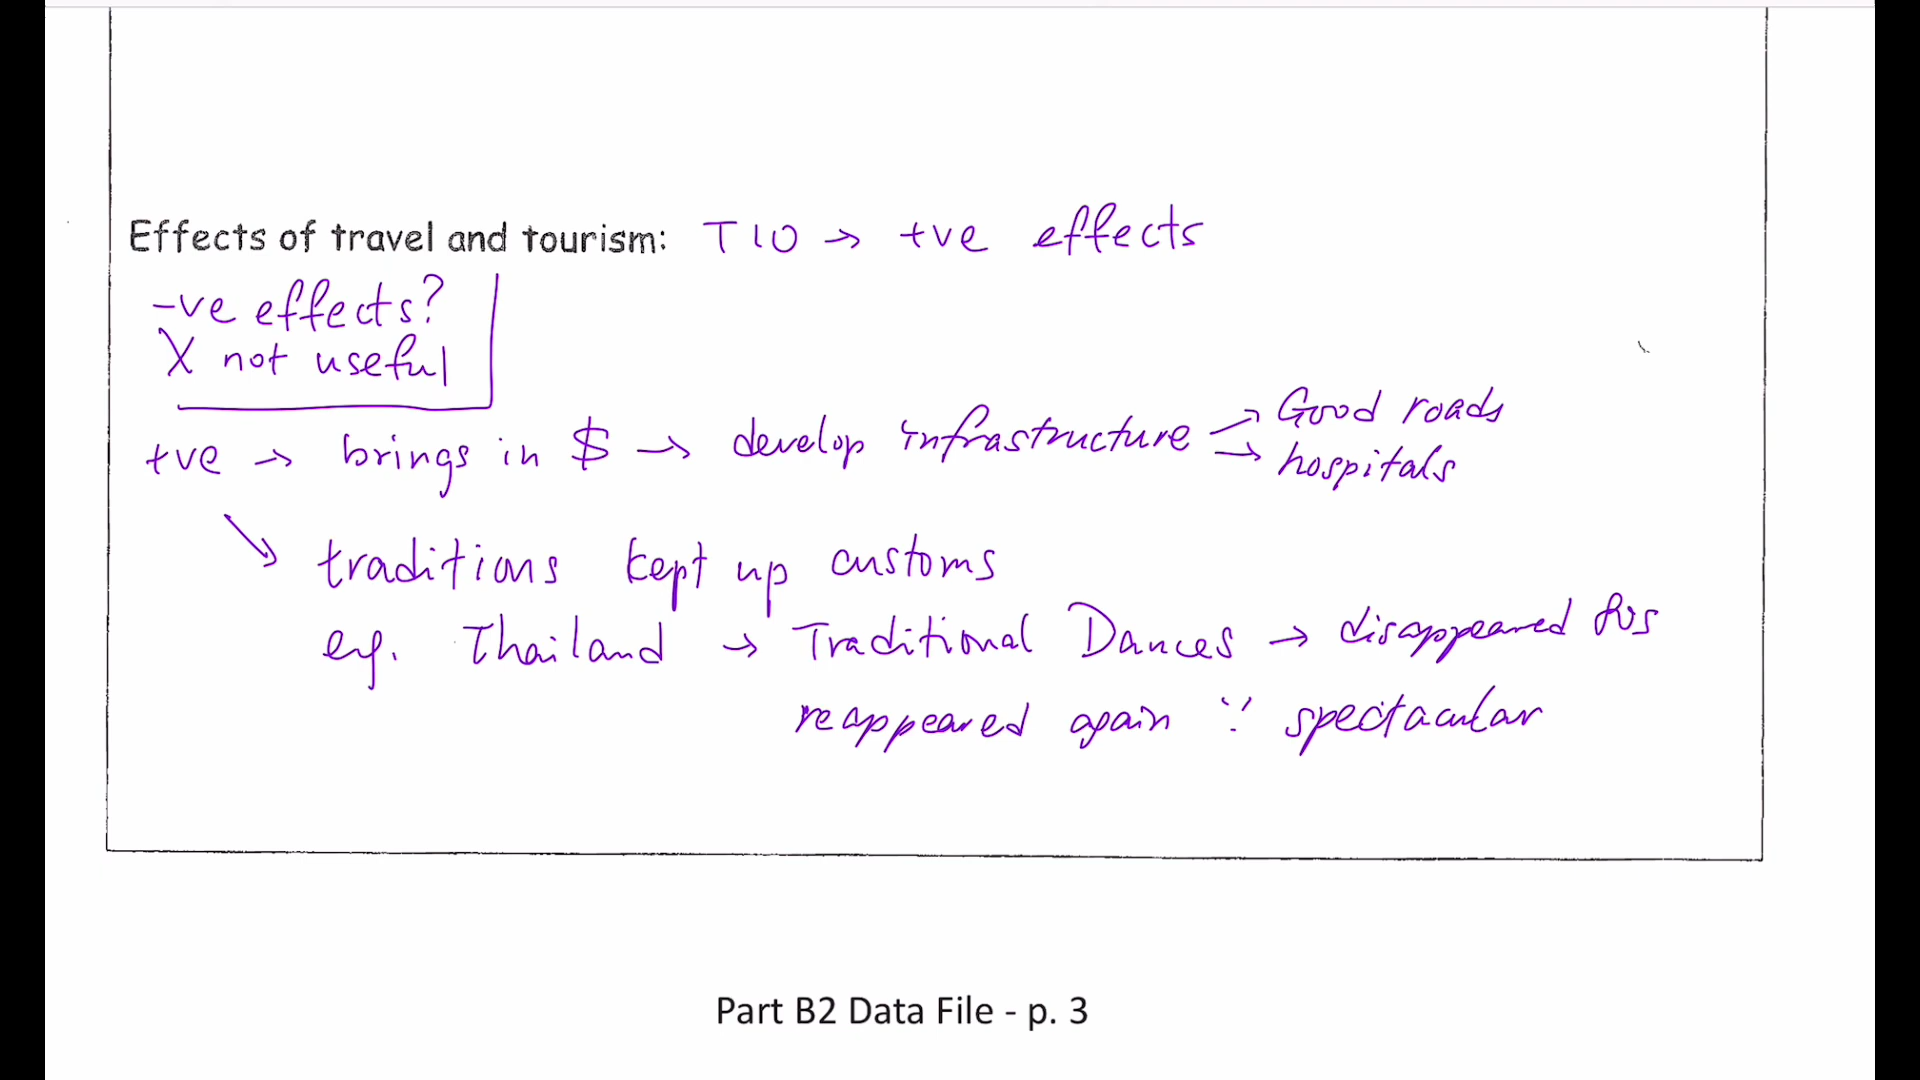 Effects of travel and tourism: T10 → +ve effects
-ve effects?
X not useful
+ve → brings in $ → develop infrastructure → Good roads
→ hospitals
↘ traditions kept up customs
eg. Thailand → Traditional Dances → disappeared
reappeared again ∵ spectacular
Part B2 Data File - p. 3